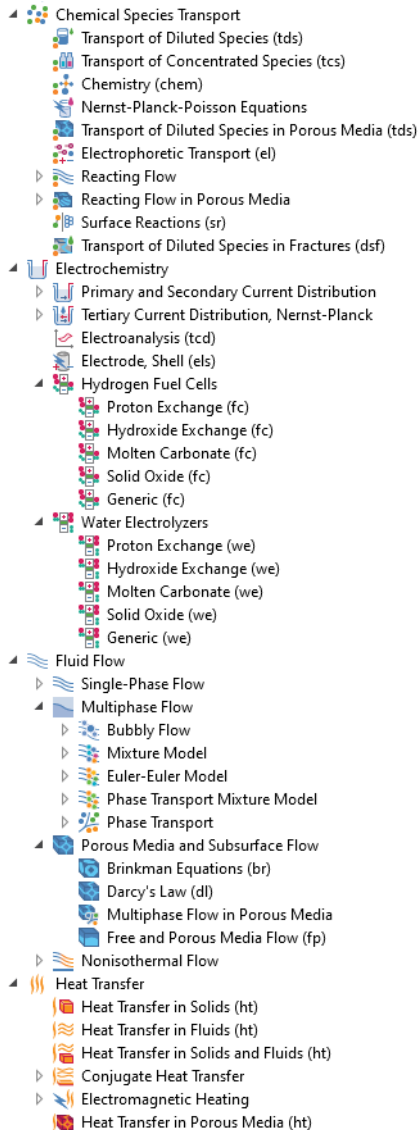 Chemical Species Transport
Transport of Diluted Species (tds)
Transport of Concentrated Species (tcs)
Chemistry (chem)
Nernst-Planck-Poisson Equations
Transport of Diluted Species in Porous Media (tds)
Electrophoretic Transport (el)
Reacting Flow
Reacting Flow in Porous Media
Surface Reactions (sr)
Transport of Diluted Species in Fractures (dsf)
Electrochemistry
Primary and Secondary Current Distribution
Tertiary Current Distribution, Nernst-Planck
Electroanalysis (tcd)
Electrode, Shell (els)
Hydrogen Fuel Cells
Proton Exchange (fc)
Hydroxide Exchange (fc)
Molten Carbonate (fc)
Solid Oxide (fc)
Generic (fc)
Water Electrolyzers
Proton Exchange (we)
Hydroxide Exchange (we)
Molten Carbonate (we)
Solid Oxide (we)
Generic (we)
Fluid Flow
Single-Phase Flow
Multiphase Flow
Bubbly Flow
Mixture Model
Euler-Euler Model
Phase Transport Mixture Model
Phase Transport
Porous Media and Subsurface Flow
Brinkman Equations (br)
Darcy's Law (dl)
Multiphase Flow in Porous Media
Free and Porous Media Flow (fp)
Nonisothermal Flow
Heat Transfer
Heat Transfer in Solids (ht)
Heat Transfer in Fluids (ht)
Heat Transfer in Solids and Fluids (ht)
Conjugate Heat Transfer
Electromagnetic Heating
Heat Transfer in Porous Media (ht)